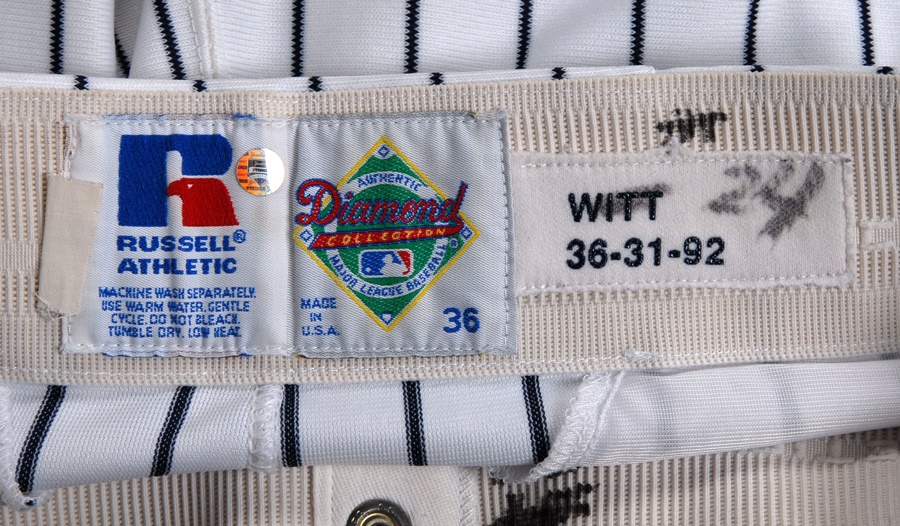 RUSSELL®
ATHLETIC
MACHINE WASH SEPARATELY.
USE WARM WATER, GENTLE
CYCLE. DO NOT BLEACH.
TUMBLE DRY, LOW HEAT.
AUTHENTIC
Diamond
COLLECTION
MAJOR LEAGUE BASEBALL
MADE
IN
U.S.A.
36
WITT
36-31-92
24